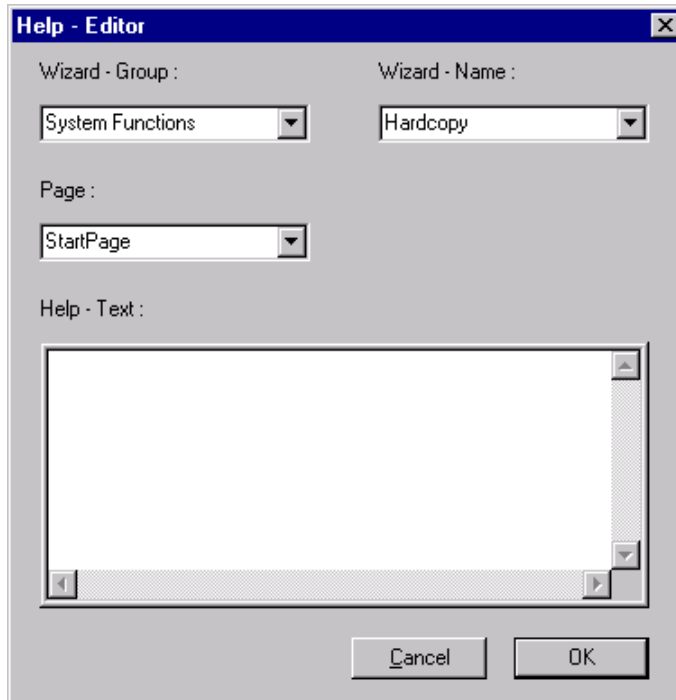 Help - Editor
Wizard - Group :
Wizard - Name :
System Functions
Hardcopy
Page :
StartPage
Help - Text :
Cancel
OK